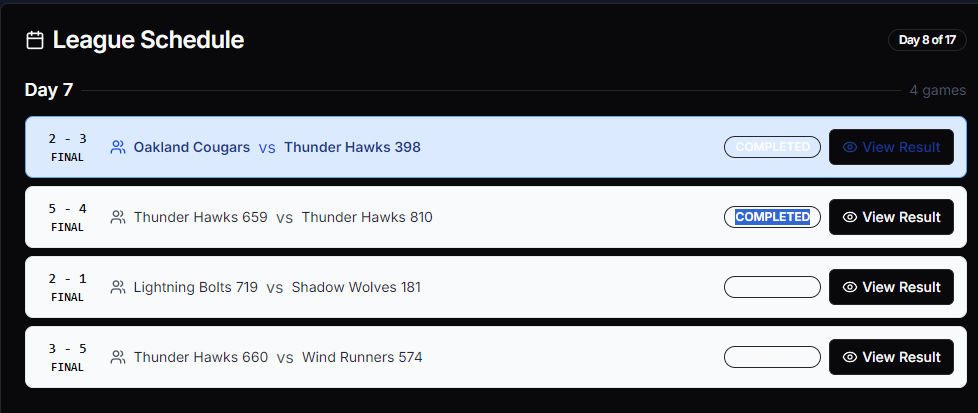 League Schedule
Day 8 of 17
Day 7
4 games
2 - 3
FINAL
Oakland Cougars vs Thunder Hawks 398
COMPLETED
View Result
5 - 4
FINAL
Thunder Hawks 659 vs Thunder Hawks 810
COMPLETED
View Result
2 - 1
FINAL
Lightning Bolts 719 vs Shadow Wolves 181
View Result
3 - 5
FINAL
Thunder Hawks 660 vs Wind Runners 574
View Result